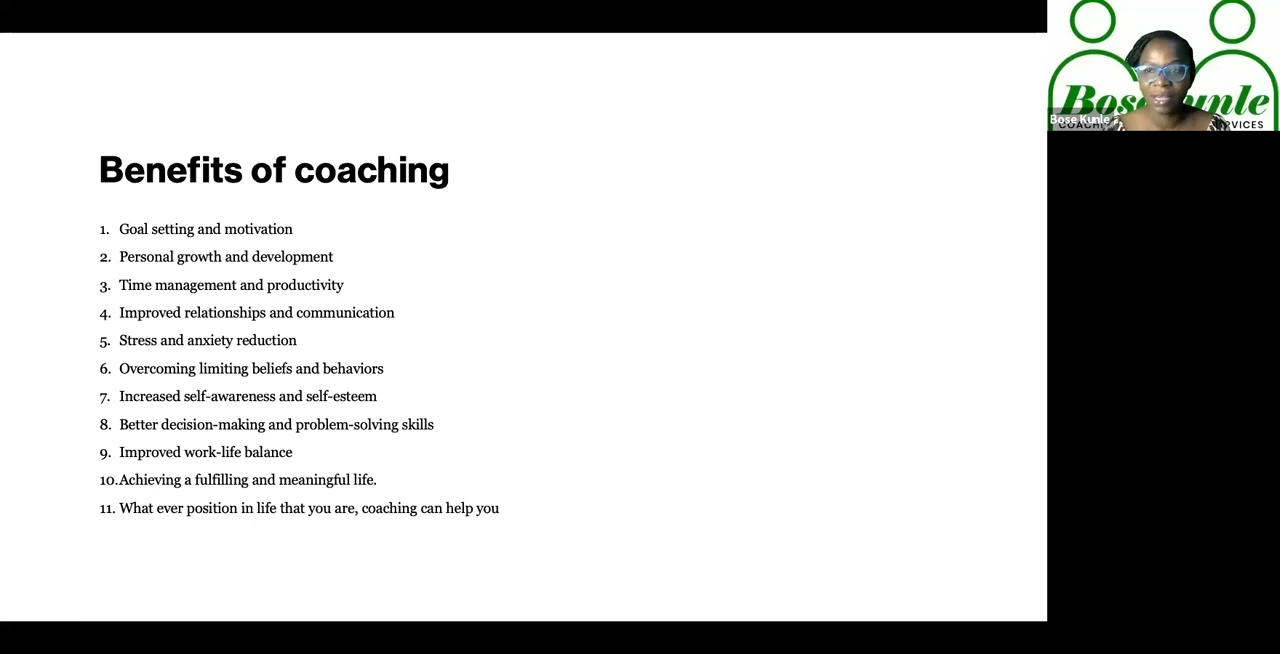 Benefits of coaching
1. Goal setting and motivation
2. Personal growth and development
3. Time management and productivity
4. Improved relationships and communication
5. Stress and anxiety reduction
6. Overcoming limiting beliefs and behaviors
7. Increased self-awareness and self-esteem
8. Better decision-making and problem-solving skills
9. Improved work-life balance
10. Achieving a fulfilling and meaningful life.
11. What ever position in life that you are, coaching can help you
Bose Kunle